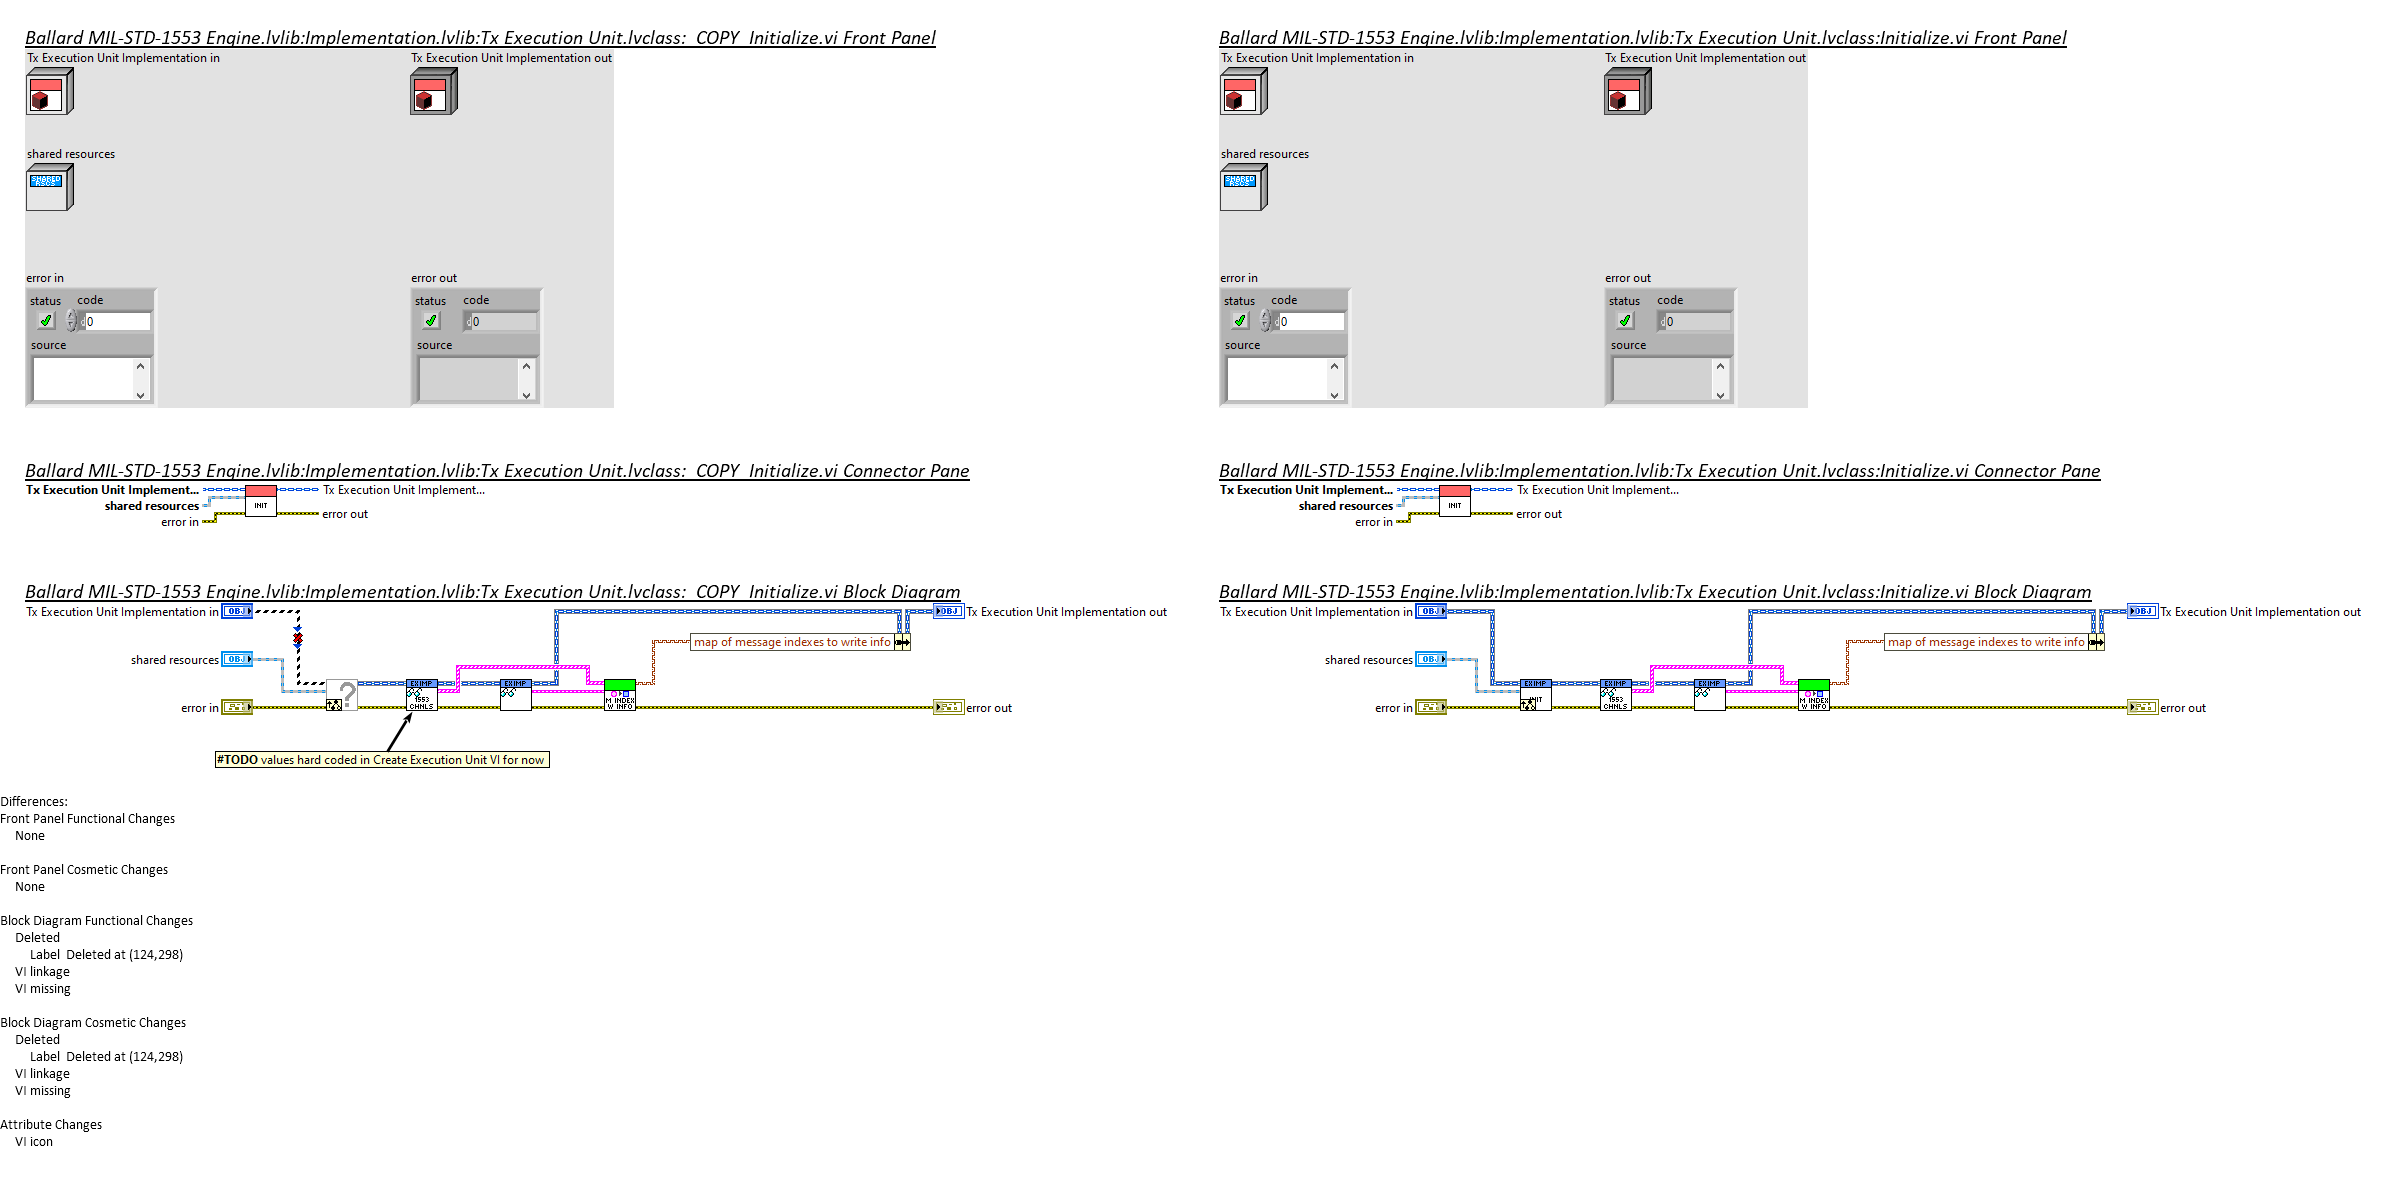 Ballard MIL-STD-1553 Engine.lvlib:Implementation.lvlib:Tx Execution Unit.lvclass:_COPY_Initialize.vi Front Panel
Tx Execution Unit Implementation in
Tx Execution Unit Implementation out
shared resources
SHARED
RSCS
error in
status
code
0
source
error out
status
code
0
source
Ballard MIL-STD-1553 Engine.lvlib:Implementation.lvlib:Tx Execution Unit.lvclass:_COPY_Initialize.vi Connector Pane
Tx Execution Unit Implement...
Tx Execution Unit Implement...
shared resources
INIT
error in
error out
Ballard MIL-STD-1553 Engine.lvlib:Implementation.lvlib:Tx Execution Unit.lvclass:_COPY_Initialize.vi Block Diagram
Tx Execution Unit Implementation in
OBJ
OBJ
Tx Execution Unit Implementation out
map of message indexes to write info
shared resources
OBJ
?
EXIMP
1553
CHNLS
EXIMP
M INDEX
W INFO
error in
error out
#TODO values hard coded in Create Execution Unit VI for now
Ballard MIL-STD-1553 Engine.lvlib:Implementation.lvlib:Tx Execution Unit.lvclass:Initialize.vi Front Panel
Tx Execution Unit Implementation in
Tx Execution Unit Implementation out
shared resources
SHARED
RSCS
error in
status
code
0
source
error out
status
code
0
source
Ballard MIL-STD-1553 Engine.lvlib:Implementation.lvlib:Tx Execution Unit.lvclass:Initialize.vi Connector Pane
Tx Execution Unit Implement...
Tx Execution Unit Implement...
shared resources
INIT
error in
error out
Ballard MIL-STD-1553 Engine.lvlib:Implementation.lvlib:Tx Execution Unit.lvclass:Initialize.vi Block Diagram
Tx Execution Unit Implementation in
OBJ
OBJ
Tx Execution Unit Implementation out
map of message indexes to write info
shared resources
OBJ
EXIMP
EXIMP
1553
CHNLS
EXIMP
M INDEX
W INFO
error in
error out
Differences:
Front Panel Functional Changes
None
Front Panel Cosmetic Changes
None
Block Diagram Functional Changes
Deleted
Label  Deleted at (124,298)
VI linkage
VI missing
Block Diagram Cosmetic Changes
Deleted
Label  Deleted at (124,298)
VI linkage
VI missing
Attribute Changes
VI icon